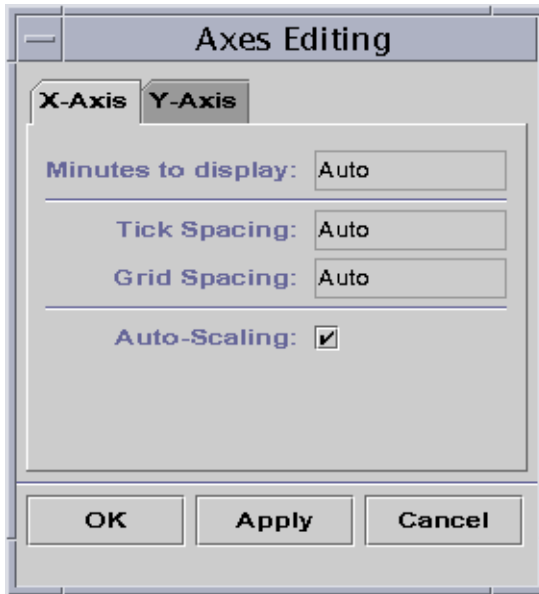 Axes Editing
X-Axis Y-Axis
Minutes to display: Auto
Tick Spacing: Auto
Grid Spacing: Auto
Auto-Scaling:
OK Apply Cancel